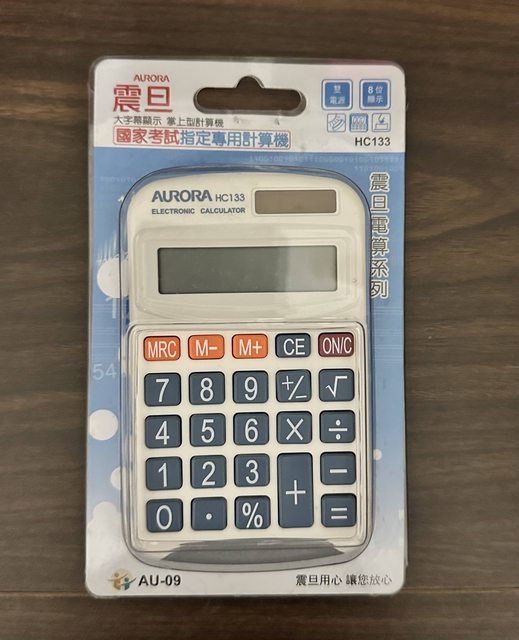 AURORA
震旦
雙電源
8位顯示
大字幕顯示 掌上型計算機
國家考試指定專用計算機
HC133
震旦電算系列
AURORA HC133
ELECTRONIC CALCULATOR
MRC M− M+ CE ON/C
7 8 9 +/− √
4 5 6 × ÷
1 2 3 + −
0 · % =
54
AU-09
震旦用心 讓您放心